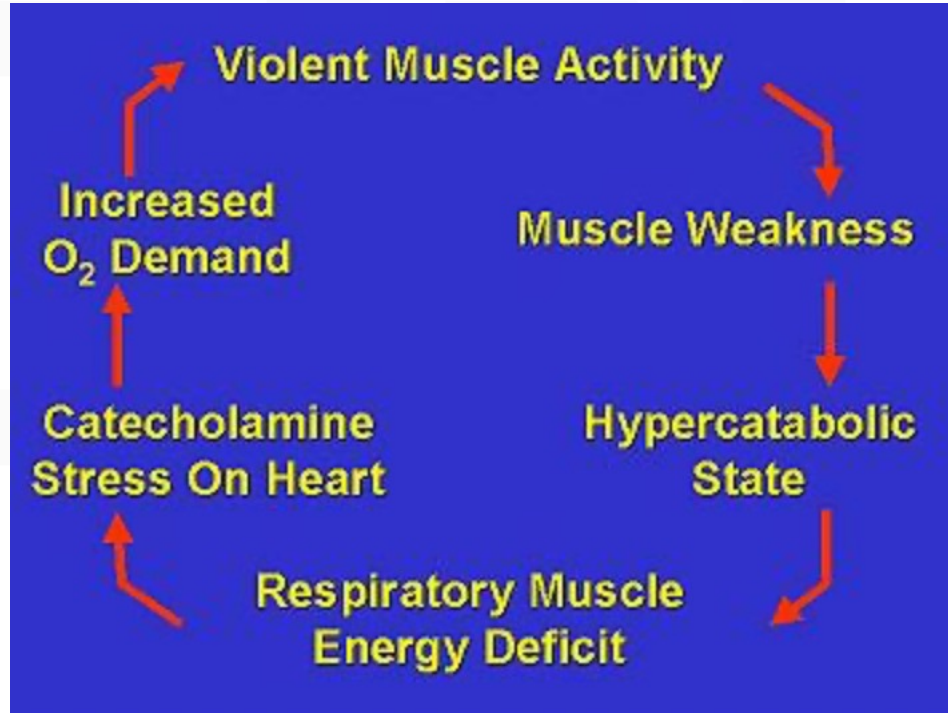 Violent Muscle Activity
Muscle Weakness
Hypercatabolic
State
Respiratory Muscle
Energy Deficit
Catecholamine
Stress On Heart
Increased
O₂ Demand